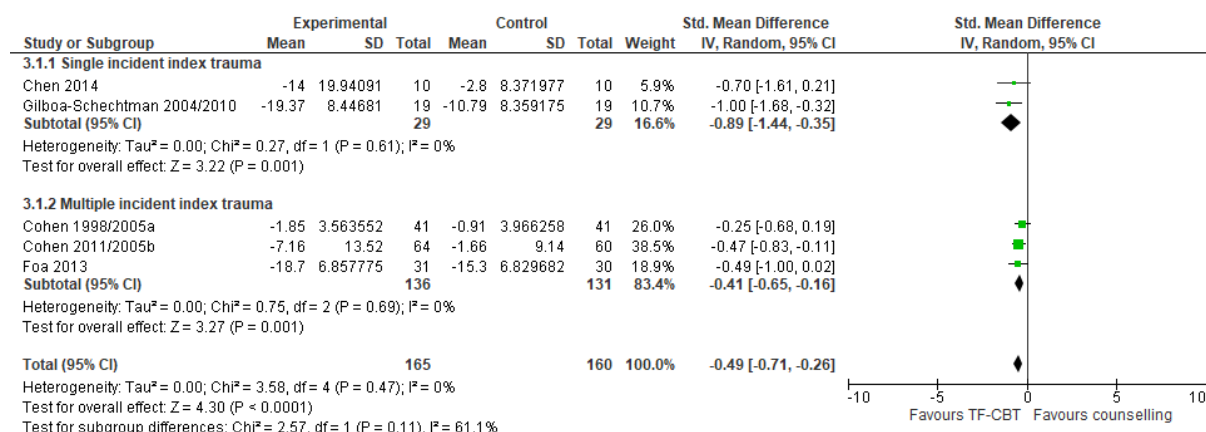 Experimental Control Std. Mean Difference Std. Mean Difference
Study or Subgroup Mean SD Total Mean SD Total Weight IV, Random, 95% CI IV, Random, 95% CI
3.1.1 Single incident index trauma
Chen 2014 -14 19.94091 10 -2.8 8.371977 10 5.9% -0.70 [-1.61, 0.21]
Gilboa-Schechtman 2004/2010 -19.37 8.44681 19 -10.79 8.359175 19 10.7% -1.00 [-1.68, -0.32]
Subtotal (95% CI) 29 29 16.6% -0.89 [-1.44, -0.35]
Heterogeneity: Tau² = 0.00; Chi² = 0.27, df = 1 (P = 0.61); I² = 0%
Test for overall effect: Z = 3.22 (P = 0.001)
3.1.2 Multiple incident index trauma
Cohen 1998/2005a -1.85 3.563552 41 -0.91 3.966258 41 26.0% -0.25 [-0.68, 0.19]
Cohen 2011/2005b -7.16 13.52 64 -1.66 9.14 60 38.5% -0.47 [-0.83, -0.11]
Foa 2013 -18.7 6.857775 31 -15.3 6.829682 30 18.9% -0.49 [-1.00, 0.02]
Subtotal (95% CI) 136 131 83.4% -0.41 [-0.65, -0.16]
Heterogeneity: Tau² = 0.00; Chi² = 0.75, df = 2 (P = 0.69); I² = 0%
Test for overall effect: Z = 3.27 (P = 0.001)
Total (95% CI) 165 160 100.0% -0.49 [-0.71, -0.26]
Heterogeneity: Tau² = 0.00; Chi² = 3.58, df = 4 (P = 0.47); I² = 0%
Test for overall effect: Z = 4.30 (P < 0.0001)
Test for subgroup differences: Chi² = 2.57, df = 1 (P = 0.11), I² = 61.1%
-10 -5 0 5 10
Favours TF-CBT Favours counselling